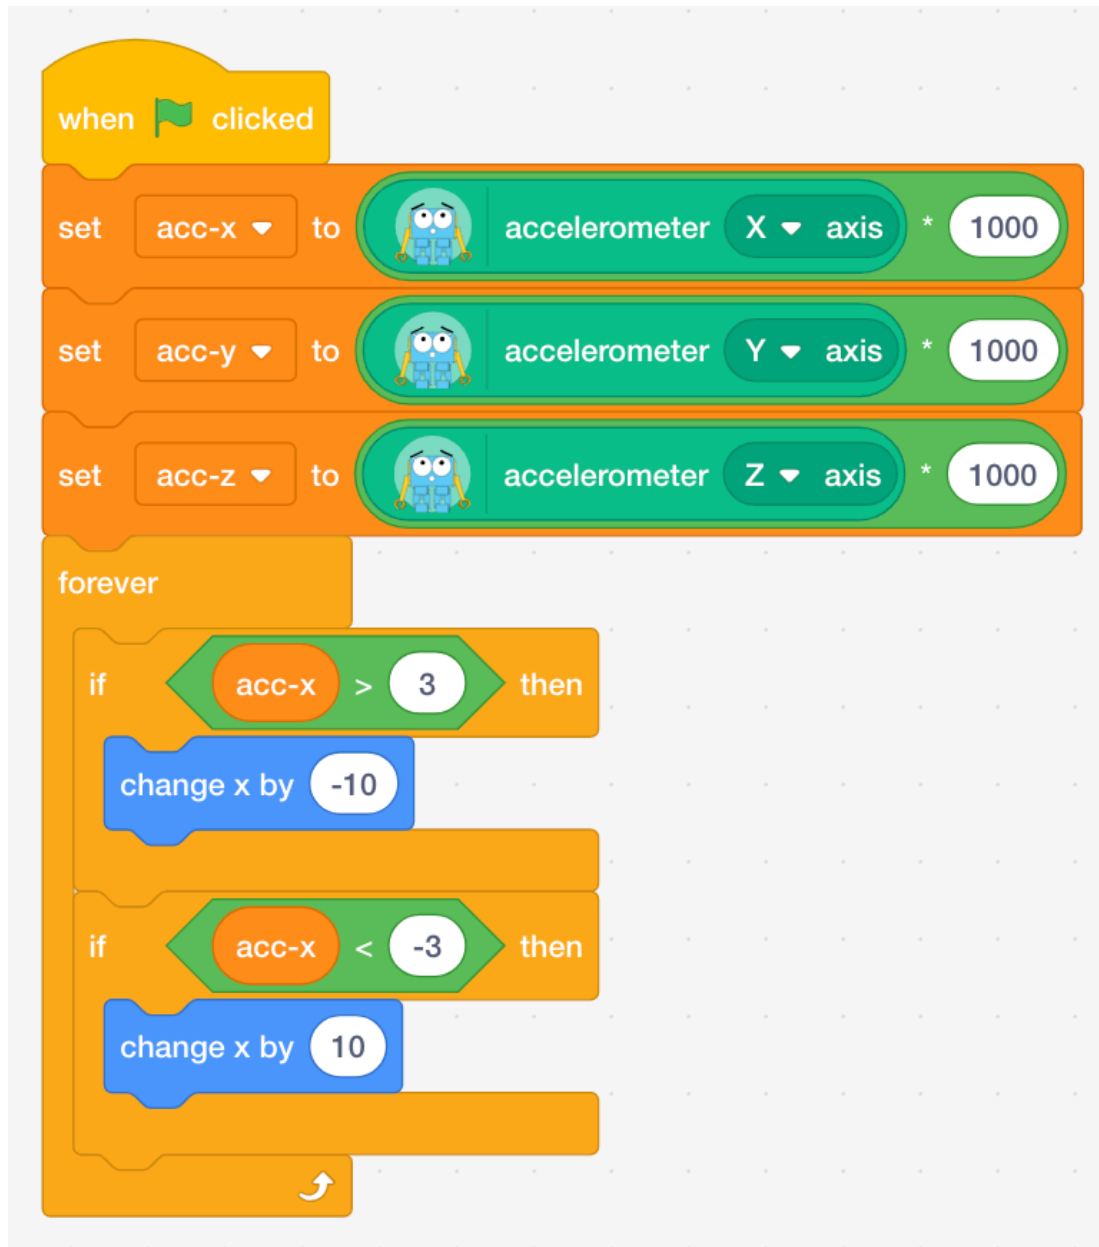 when clicked
set acc-x to accelerometer X axis * 1000
set acc-y to accelerometer Y axis * 1000
set acc-z to accelerometer Z axis * 1000
forever
if acc-x > 3 then
change x by -10
if acc-x < -3 then
change x by 10